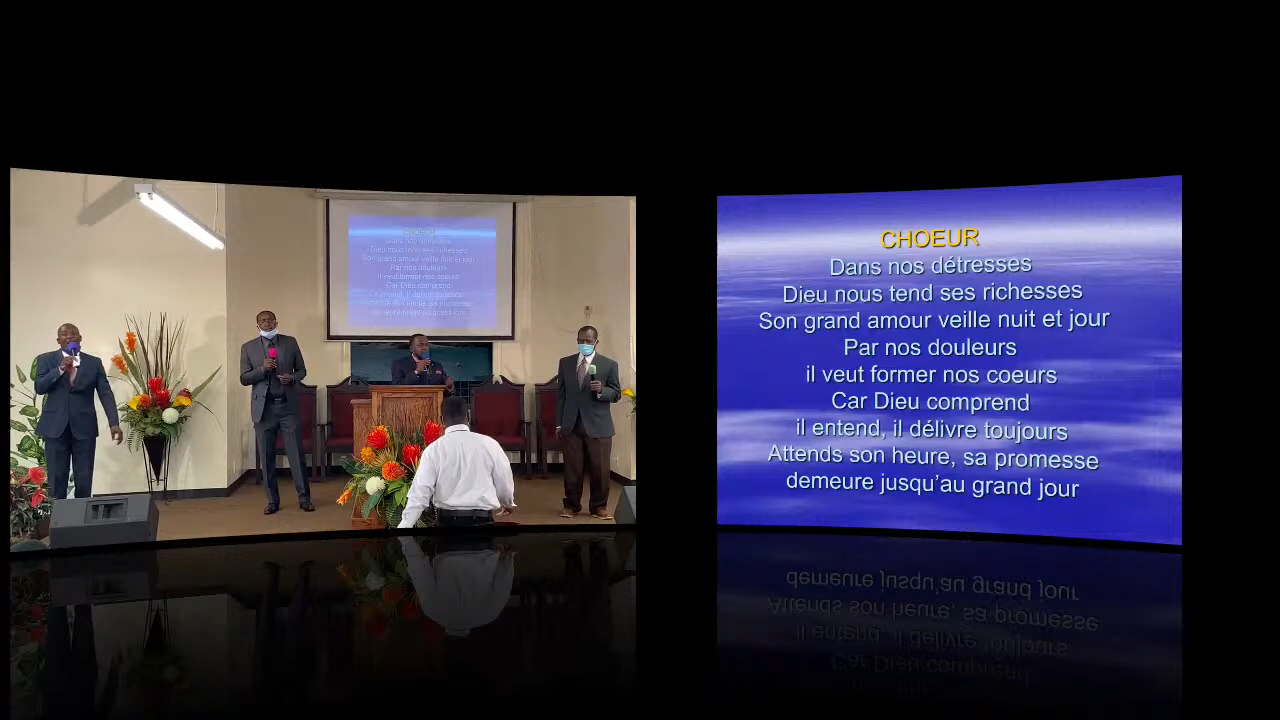 CHOEUR
Dans nos détresses
Dieu nous tend ses richesses
Son grand amour veille nuit et jour
Par nos douleurs
il veut former nos coeurs
Car Dieu comprend
il entend, il délivre toujours
Attends son heure, sa promesse
demeure jusqu'au grand jour